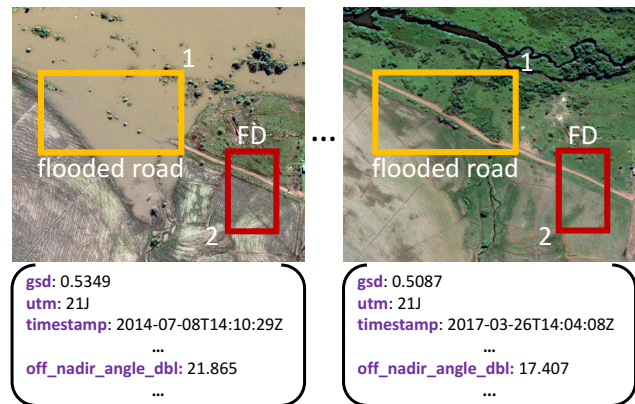 1
FD
flooded road
2
...
1
FD
flooded road
2
gsd: 0.5349
utm: 21J
timestamp: 2014-07-08T14:10:29Z
...
off_nadir_angle_dbl: 21.865
...
gsd: 0.5087
utm: 21J
timestamp: 2017-03-26T14:04:08Z
...
off_nadir_angle_dbl: 17.407
...